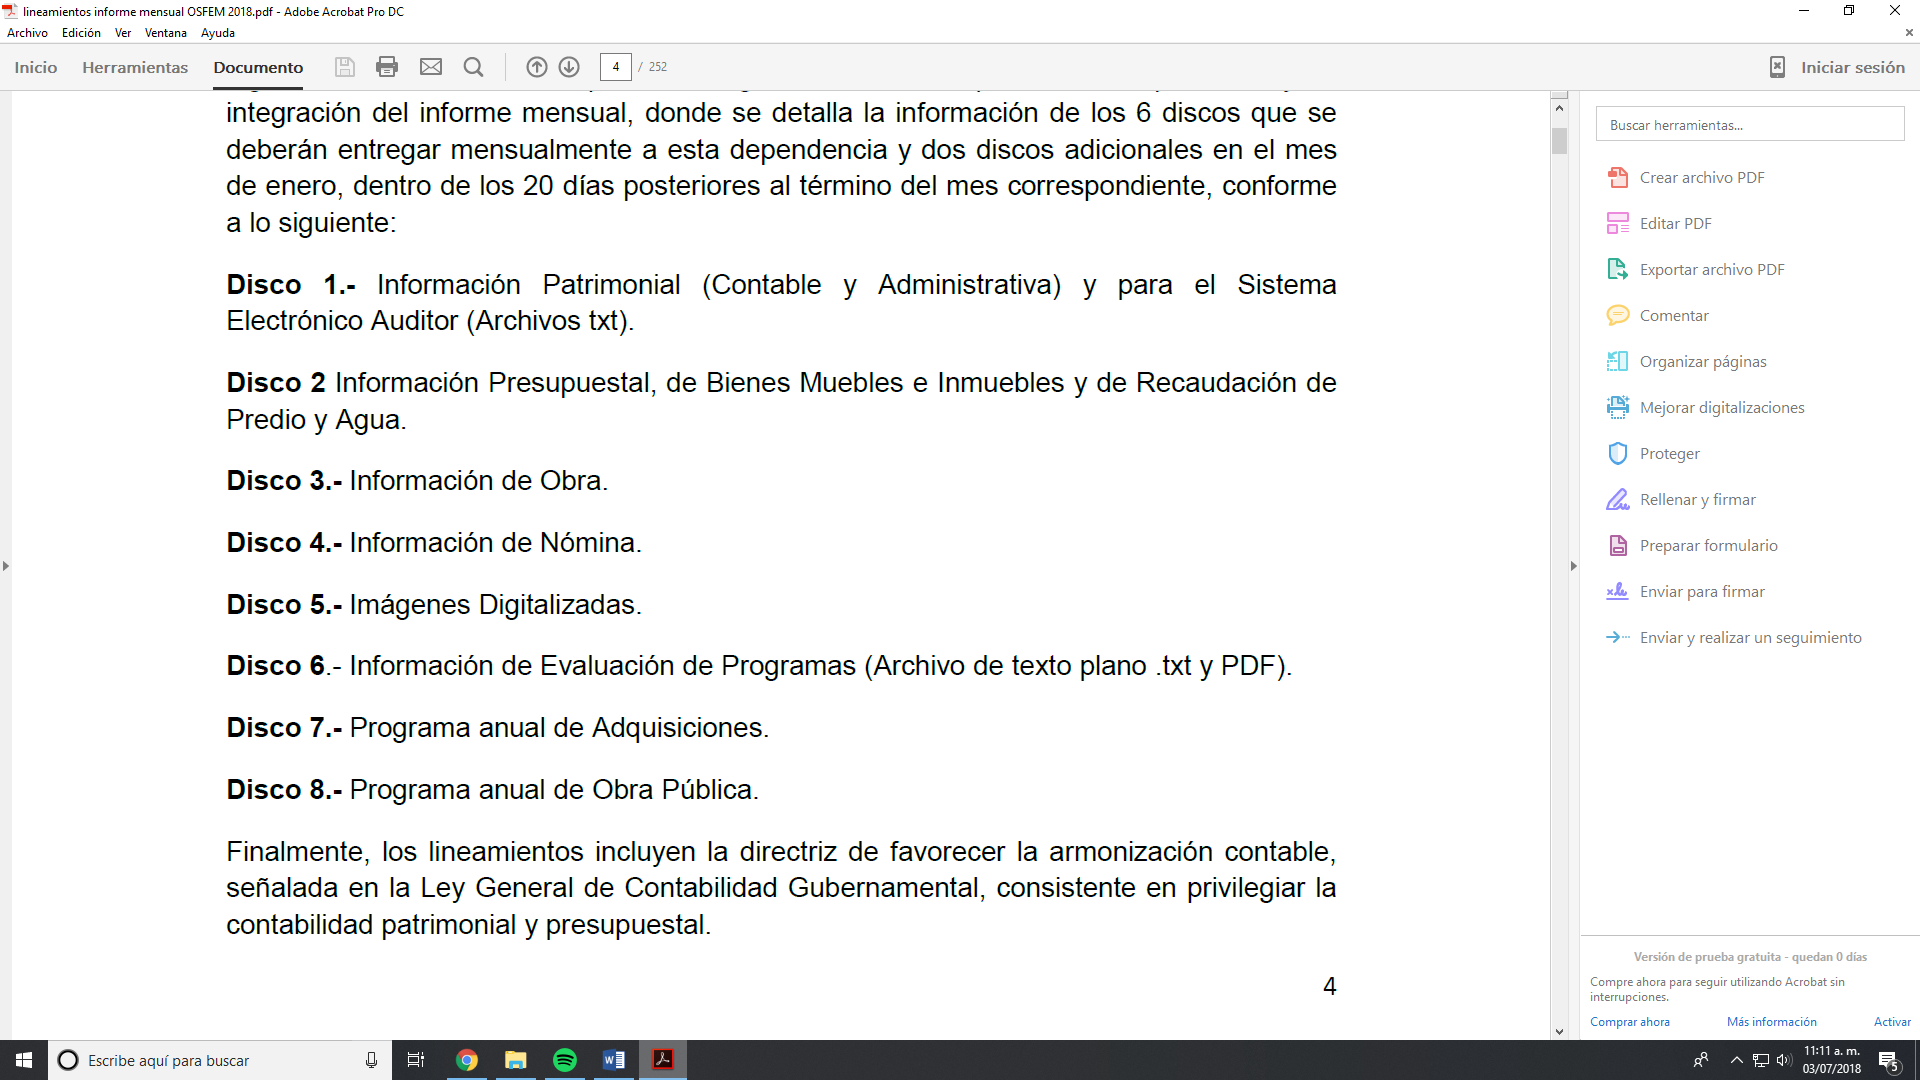 lineamientos informe mensual OSFEM 2018.pdf - Adobe Acrobat Pro DC
Archivo Edición Ver Ventana Ayuda
Inicio Herramientas Documento 4 / 252 Iniciar sesión
integración del informe mensual, donde se detalla la información de los 6 discos que se
deberán entregar mensualmente a esta dependencia y dos discos adicionales en el mes
de enero, dentro de los 20 días posteriores al término del mes correspondiente, conforme
a lo siguiente:
Disco 1.- Información Patrimonial (Contable y Administrativa) y para el Sistema
Electrónico Auditor (Archivos txt).
Disco 2 Información Presupuestal, de Bienes Muebles e Inmuebles y de Recaudación de
Predio y Agua.
Disco 3.- Información de Obra.
Disco 4.- Información de Nómina.
Disco 5.- Imágenes Digitalizadas.
Disco 6.- Información de Evaluación de Programas (Archivo de texto plano .txt y PDF).
Disco 7.- Programa anual de Adquisiciones.
Disco 8.- Programa anual de Obra Pública.
Finalmente, los lineamientos incluyen la directriz de favorecer la armonización contable,
señalada en la Ley General de Contabilidad Gubernamental, consistente en privilegiar la
contabilidad patrimonial y presupuestal.
4
Buscar herramientas...
Crear archivo PDF
Editar PDF
Exportar archivo PDF
Comentar
Organizar páginas
Mejorar digitalizaciones
Proteger
Rellenar y firmar
Preparar formulario
Enviar para firmar
Enviar y realizar un seguimiento
Versión de prueba gratuita - quedan 0 días
Compre ahora para seguir utilizando Acrobat sin
interrupciones.
Comprar ahora Más información Activar
Escribe aquí para buscar
11:11 a. m.
03/07/2018
5